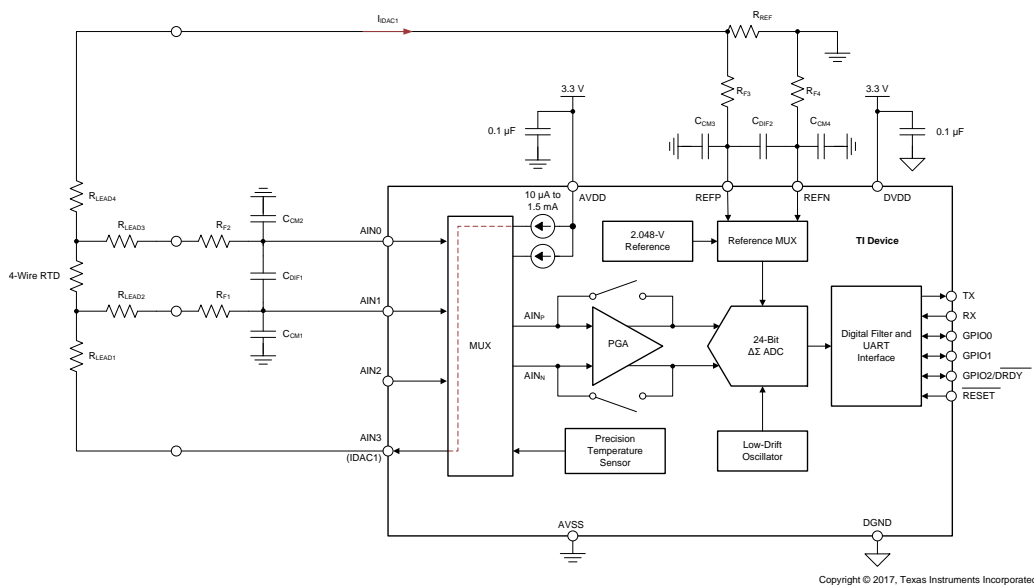 IIDAC1
RREF
3.3 V
RF3
RF4
3.3 V
0.1 µF
CCM3
CDIF2
CCM4
0.1 µF
RLEAD4
10 µA to
1.5 mA
AVDD
REFP
REFN
DVDD
RLEAD3
RF2
CCM2
AIN0
2.048-V
Reference
Reference MUX
TI Device
4-Wire RTD
CDIF1
RLEAD2
RF1
AIN1
CCM1
RLEAD1
MUX
AINP
AINN
PGA
24-Bit
ΔΣ ADC
Digital Filter and
UART
Interface
TX
RX
GPIO0
GPIO1
GPIO2/DRDY
RESET
AIN2
AIN3
(IDAC1)
Precision
Temperature
Sensor
Low-Drift
Oscillator
AVSS
DGND
Copyright © 2017, Texas Instruments Incorporated